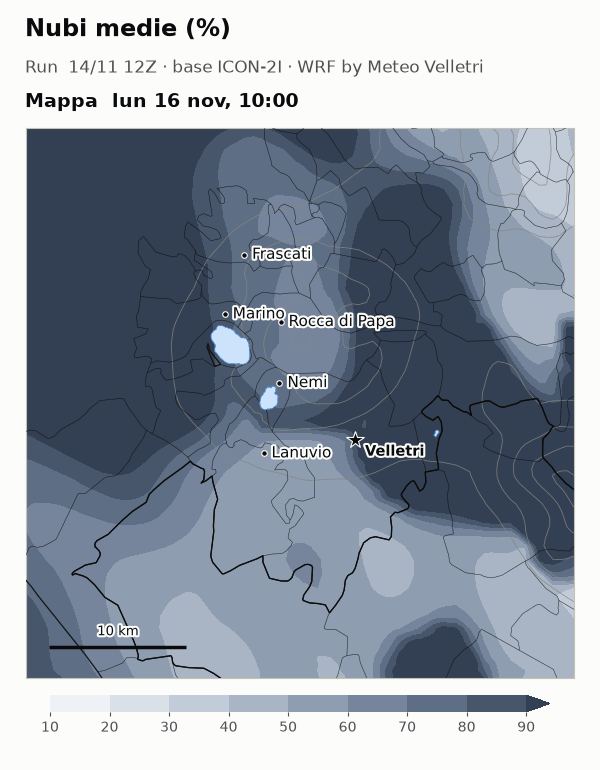 Nubi medie (%)
Run  14/11 12Z · base ICON-2I · WRF by Meteo Velletri
Mappa  lun 16 nov, 10:00
Frascati
Marino
Rocca di Papa
Nemi
Velletri
Lanuvio
10 km
10 20 30 40 50 60 70 80 90